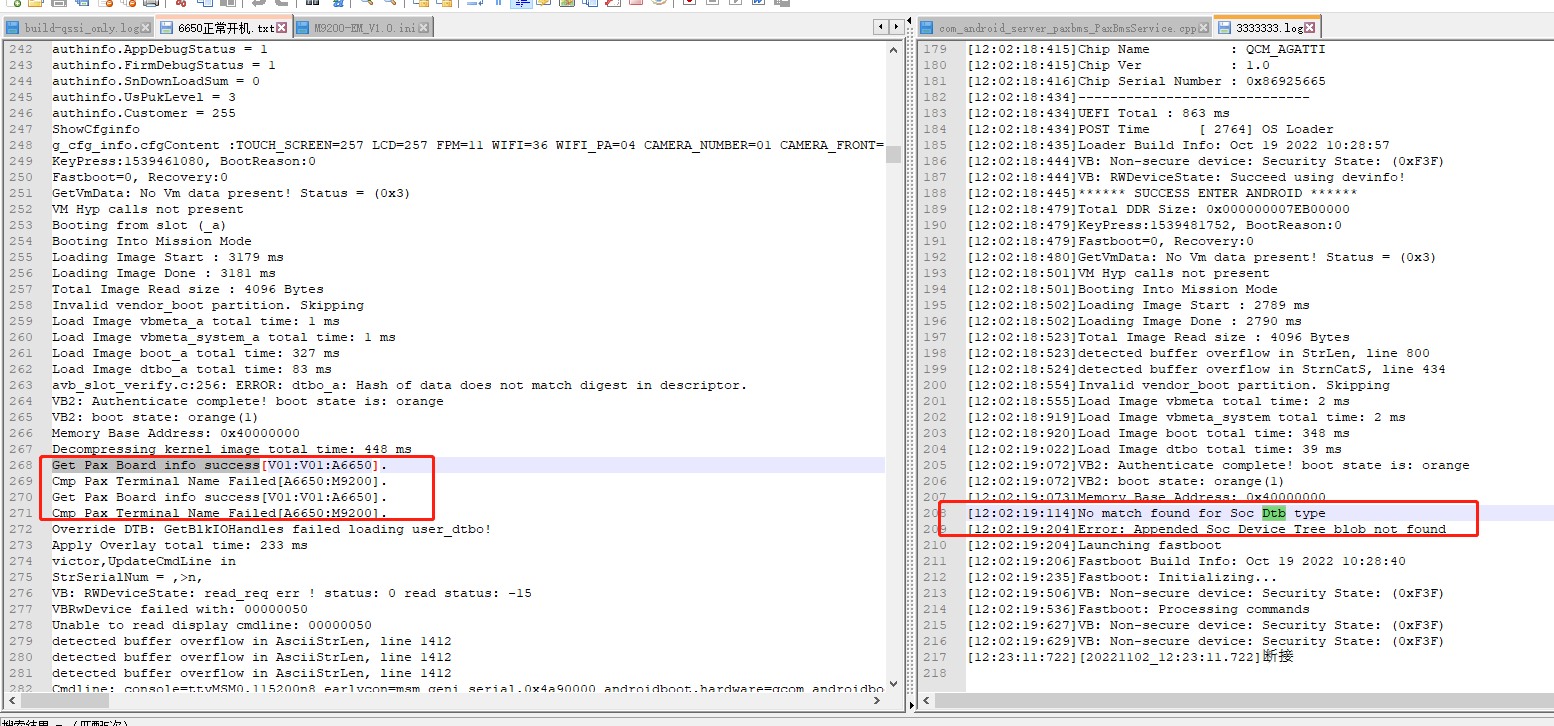 build-qssi_only.log
6650正常开机.txt
M9200-EM_V1.0.ini
242 authinfo.AppDebugStatus = 1
243 authinfo.FirmDebugStatus = 1
244 authinfo.SnDownLoadSum = 0
245 authinfo.UsPukLevel = 3
246 authinfo.Customer = 255
247 ShowCfginfo
248 g_cfg_info.cfgContent :TOUCH_SCREEN=257 LCD=257 FPM=11 WIFI=36 WIFI_PA=04 CAMERA_NUMBER=01 CAMERA_FRONT=
249 KeyPress:1539461080, BootReason:0
250 Fastboot=0, Recovery:0
251 GetVmData: No Vm data present! Status = (0x3)
252 VM Hyp calls not present
253 Booting from slot (_a)
254 Booting Into Mission Mode
255 Loading Image Start : 3179 ms
256 Loading Image Done : 3181 ms
257 Total Image Read size : 4096 Bytes
258 Invalid vendor_boot partition. Skipping
259 Load Image vbmeta_a total time: 1 ms
260 Load Image vbmeta_system_a total time: 1 ms
261 Load Image boot_a total time: 327 ms
262 Load Image dtbo_a total time: 83 ms
263 avb_slot_verify.c:256: ERROR: dtbo_a: Hash of data does not match digest in descriptor.
264 VB2: Authenticate complete! boot state is: orange
265 VB2: boot state: orange(1)
266 Memory Base Address: 0x40000000
267 Decompressing kernel image total time: 448 ms
268 Get Pax Board info success[V01:V01:A6650].
269 Cmp Pax Terminal Name Failed[A6650:M9200].
270 Get Pax Board info success[V01:V01:A6650].
271 Cmp Pax Terminal Name Failed[A6650:M9200].
272 Override DTB: GetBlkIOHandles failed loading user_dtbo!
273 Apply Overlay total time: 233 ms
274 victor,UpdateCmdLine in
275 StrSerialNum = ,>n,
276 VB: RWDeviceState: read_req err ! status: 0 read status: -15
277 VBRwDevice failed with: 00000050
278 Unable to read display cmdline: 00000050
279 detected buffer overflow in AsciiStrLen, line 1412
280 detected buffer overflow in AsciiStrLen, line 1412
281 detected buffer overflow in AsciiStrLen, line 1412
282 Cmdline: console=ttyMSM0,115200n8 earlycon=msm_geni_serial,0x4a90000 androidboot.hardware=qcom androidbo
com_android_server_paxbms_PaxBmsService.cpp
3333333.log
179 [12:02:18:415]Chip Name : QCM_AGATTI
180 [12:02:18:415]Chip Ver : 1.0
181 [12:02:18:416]Chip Serial Number : 0x86925665
182 [12:02:18:434]-----------------------------
183 [12:02:18:434]UEFI Total : 863 ms
184 [12:02:18:434]POST Time [ 2764] OS Loader
185 [12:02:18:435]Loader Build Info: Oct 19 2022 10:28:57
186 [12:02:18:444]VB: Non-secure device: Security State: (0xF3F)
187 [12:02:18:444]VB: RWDeviceState: Succeed using devinfo!
188 [12:02:18:445]****** SUCCESS ENTER ANDROID ******
189 [12:02:18:479]Total DDR Size: 0x000000007EB00000
190 [12:02:18:479]KeyPress:1539481752, BootReason:0
191 [12:02:18:479]Fastboot=0, Recovery:0
192 [12:02:18:480]GetVmData: No Vm data present! Status = (0x3)
193 [12:02:18:501]VM Hyp calls not present
194 [12:02:18:501]Booting Into Mission Mode
195 [12:02:18:502]Loading Image Start : 2789 ms
196 [12:02:18:502]Loading Image Done : 2790 ms
197 [12:02:18:523]Total Image Read size : 4096 Bytes
198 [12:02:18:523]detected buffer overflow in StrLen, line 800
199 [12:02:18:524]detected buffer overflow in StrnCatS, line 434
200 [12:02:18:554]Invalid vendor_boot partition. Skipping
201 [12:02:18:555]Load Image vbmeta total time: 2 ms
202 [12:02:18:919]Load Image vbmeta_system total time: 2 ms
203 [12:02:18:920]Load Image boot total time: 348 ms
204 [12:02:19:022]Load Image dtbo total time: 39 ms
205 [12:02:19:072]VB2: Authenticate complete! boot state is: orange
206 [12:02:19:072]VB2: boot state: orange(1)
207 [12:02:19:073]Memory Base Address: 0x40000000
208 [12:02:19:114]No match found for Soc Dtb type
209 [12:02:19:204]Error: Appended Soc Device Tree blob not found
210 [12:02:19:204]Launching fastboot
211 [12:02:19:206]Fastboot Build Info: Oct 19 2022 10:28:40
212 [12:02:19:235]Fastboot: Initializing...
213 [12:02:19:506]VB: Non-secure device: Security State: (0xF3F)
214 [12:02:19:536]Fastboot: Processing commands
215 [12:02:19:627]VB: Non-secure device: Security State: (0xF3F)
216 [12:02:19:629]VB: Non-secure device: Security State: (0xF3F)
217 [12:23:11:722][20221102_12:23:11.722]断接
218